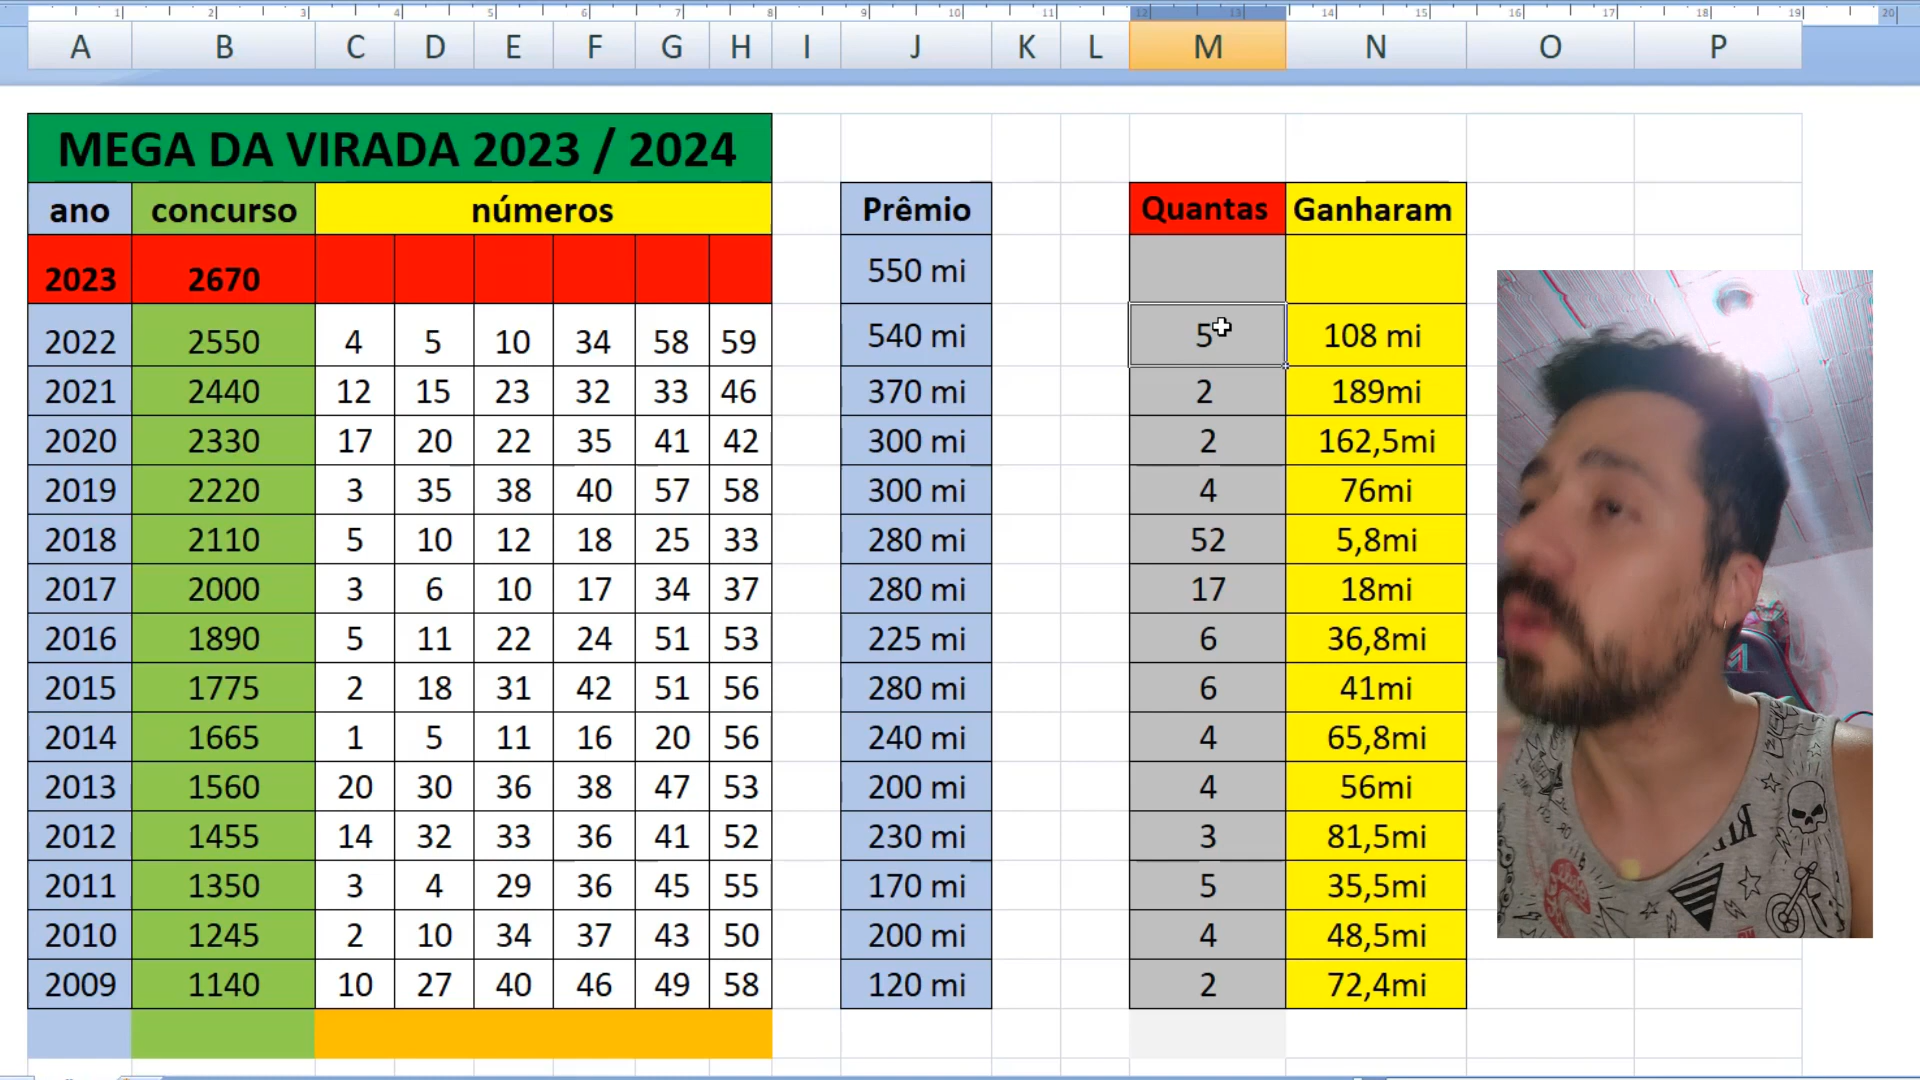 A B C D E F G H I J K L M N O P
MEGA DA VIRADA 2023 / 2024
ano concurso números Prêmio Quantas Ganharam
2023 2670 550 mi
2022 2550 4 5 10 34 58 59 540 mi 5 108 mi
2021 2440 12 15 23 32 33 46 370 mi 2 189mi
2020 2330 17 20 22 35 41 42 300 mi 2 162,5mi
2019 2220 3 35 38 40 57 58 300 mi 4 76mi
2018 2110 5 10 12 18 25 33 280 mi 52 5,8mi
2017 2000 3 6 10 17 34 37 280 mi 17 18mi
2016 1890 5 11 22 24 51 53 225 mi 6 36,8mi
2015 1775 2 18 31 42 51 56 280 mi 6 41mi
2014 1665 1 5 11 16 20 56 240 mi 4 65,8mi
2013 1560 20 30 36 38 47 53 200 mi 4 56mi
2012 1455 14 32 33 36 41 52 230 mi 3 81,5mi
2011 1350 3 4 29 36 45 55 170 mi 5 35,5mi
2010 1245 2 10 34 37 43 50 200 mi 4 48,5mi
2009 1140 10 27 40 46 49 58 120 mi 2 72,4mi